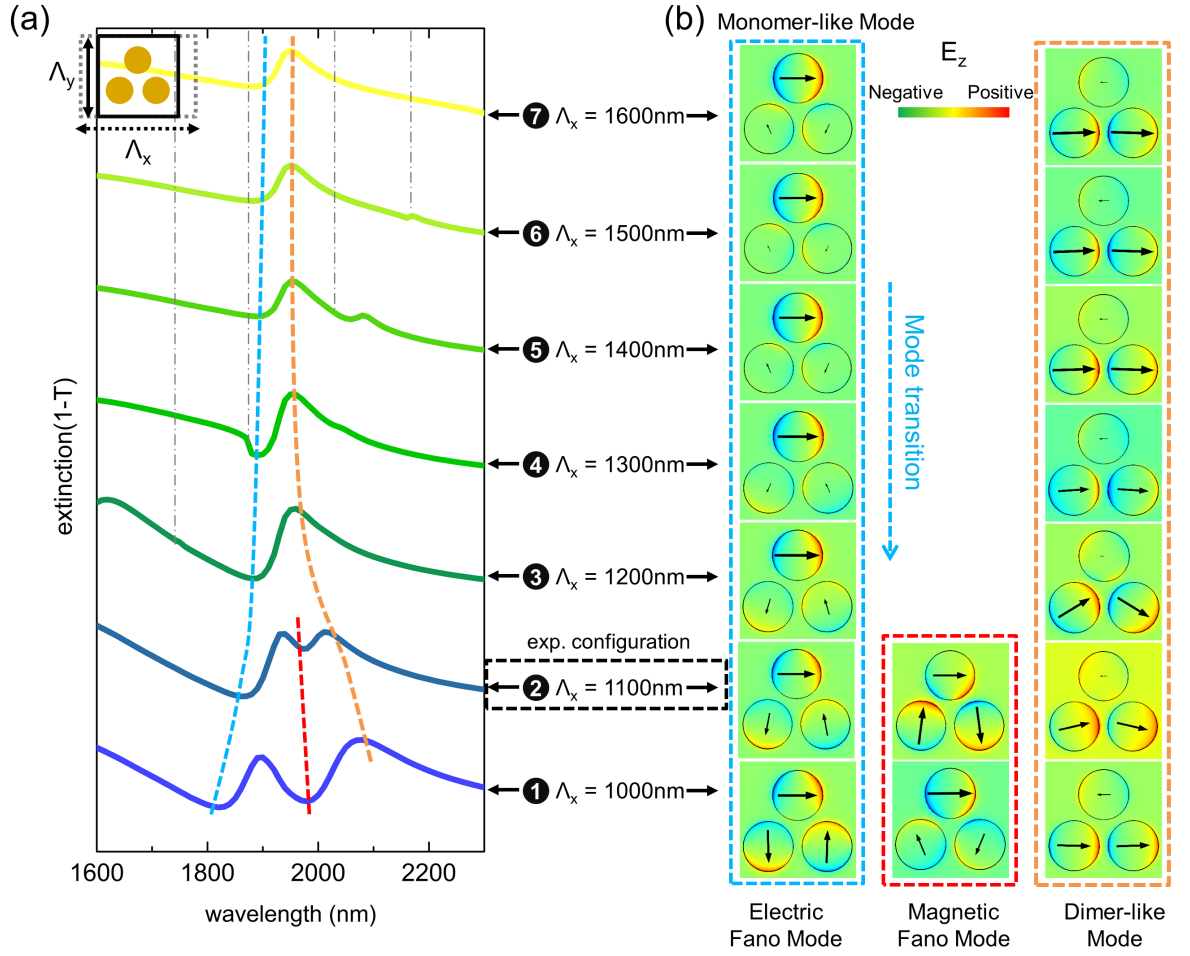 (a)
Λy
Λx
extinction(1-T)
1600
1800
2000
2200
wavelength (nm)
7 Λx = 1600nm
6 Λx = 1500nm
5 Λx = 1400nm
4 Λx = 1300nm
3 Λx = 1200nm
exp. configuration
2 Λx = 1100nm
1 Λx = 1000nm
(b)
Monomer-like Mode
Ez
Negative
Positive
Mode transition
Electric
Fano Mode
Magnetic
Fano Mode
Dimer-like
Mode